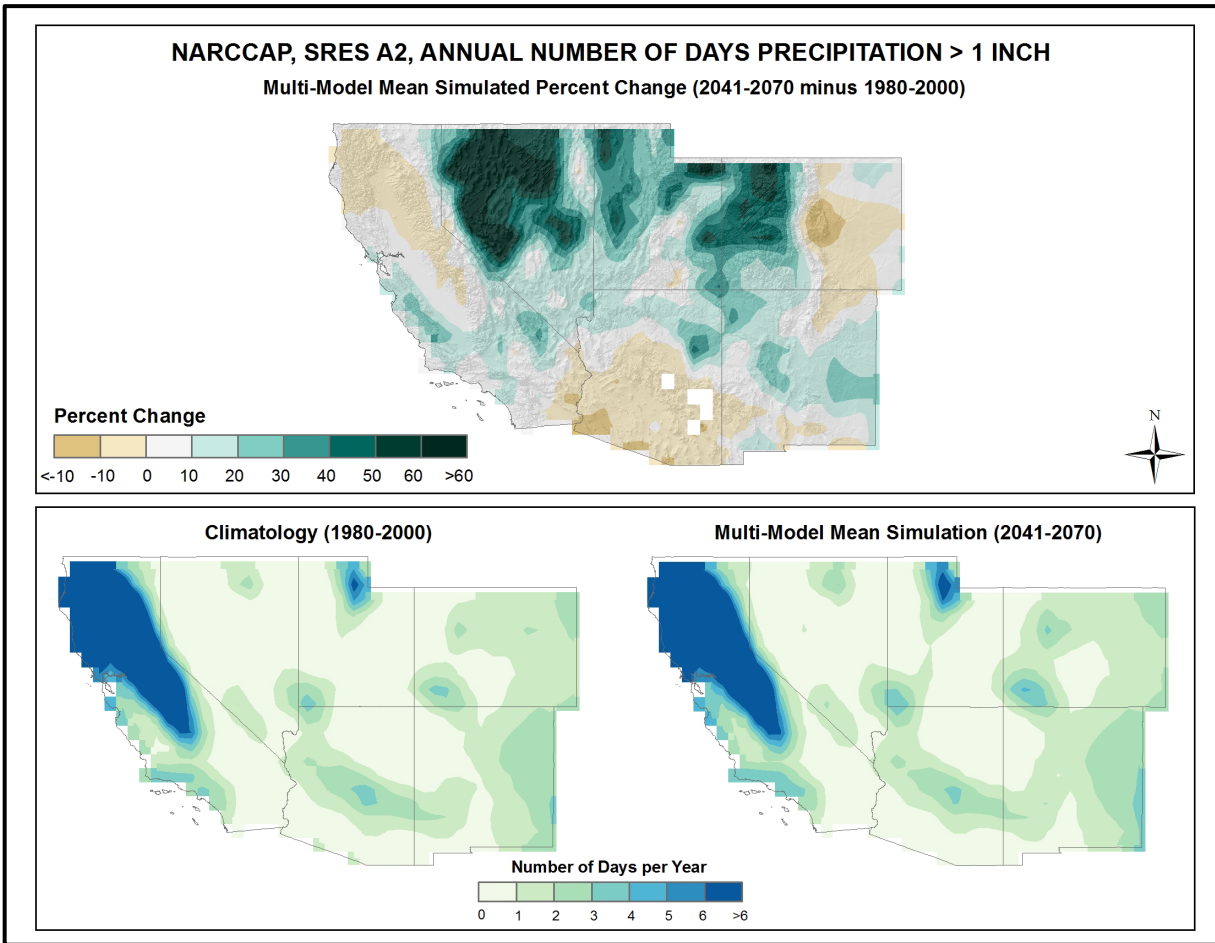 NARCCAP, SRES A2, ANNUAL NUMBER OF DAYS PRECIPITATION > 1 INCH
Multi-Model Mean Simulated Percent Change (2041-2070 minus 1980-2000)
Percent Change
<-10 -10 0 10 20 30 40 50 60 >60
N
Climatology (1980-2000)
Multi-Model Mean Simulation (2041-2070)
Number of Days per Year
0 1 2 3 4 5 6 >6